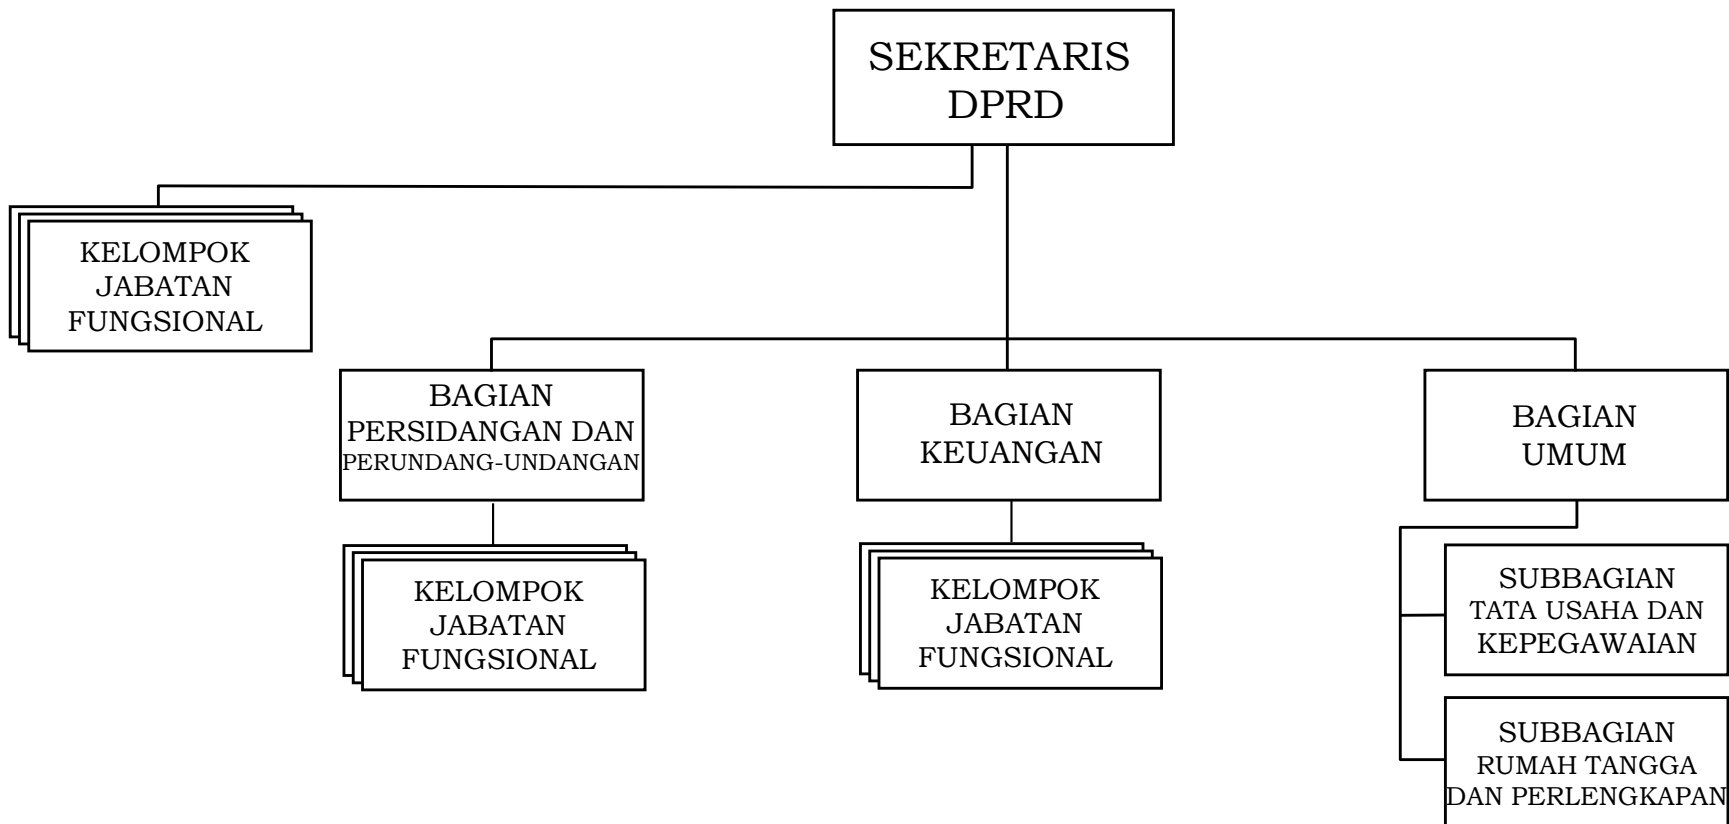 SEKRETARIS
DPRD
KELOMPOK
JABATAN
FUNGSIONAL
BAGIAN
PERSIDANGAN DAN
PERUNDANG-UNDANGAN
BAGIAN
KEUANGAN
BAGIAN
UMUM
KELOMPOK
JABATAN
FUNGSIONAL
KELOMPOK
JABATAN
FUNGSIONAL
SUBBAGIAN
TATA USAHA DAN
KEPEGAWAIAN
SUBBAGIAN
RUMAH TANGGA
DAN PERLENGKAPAN